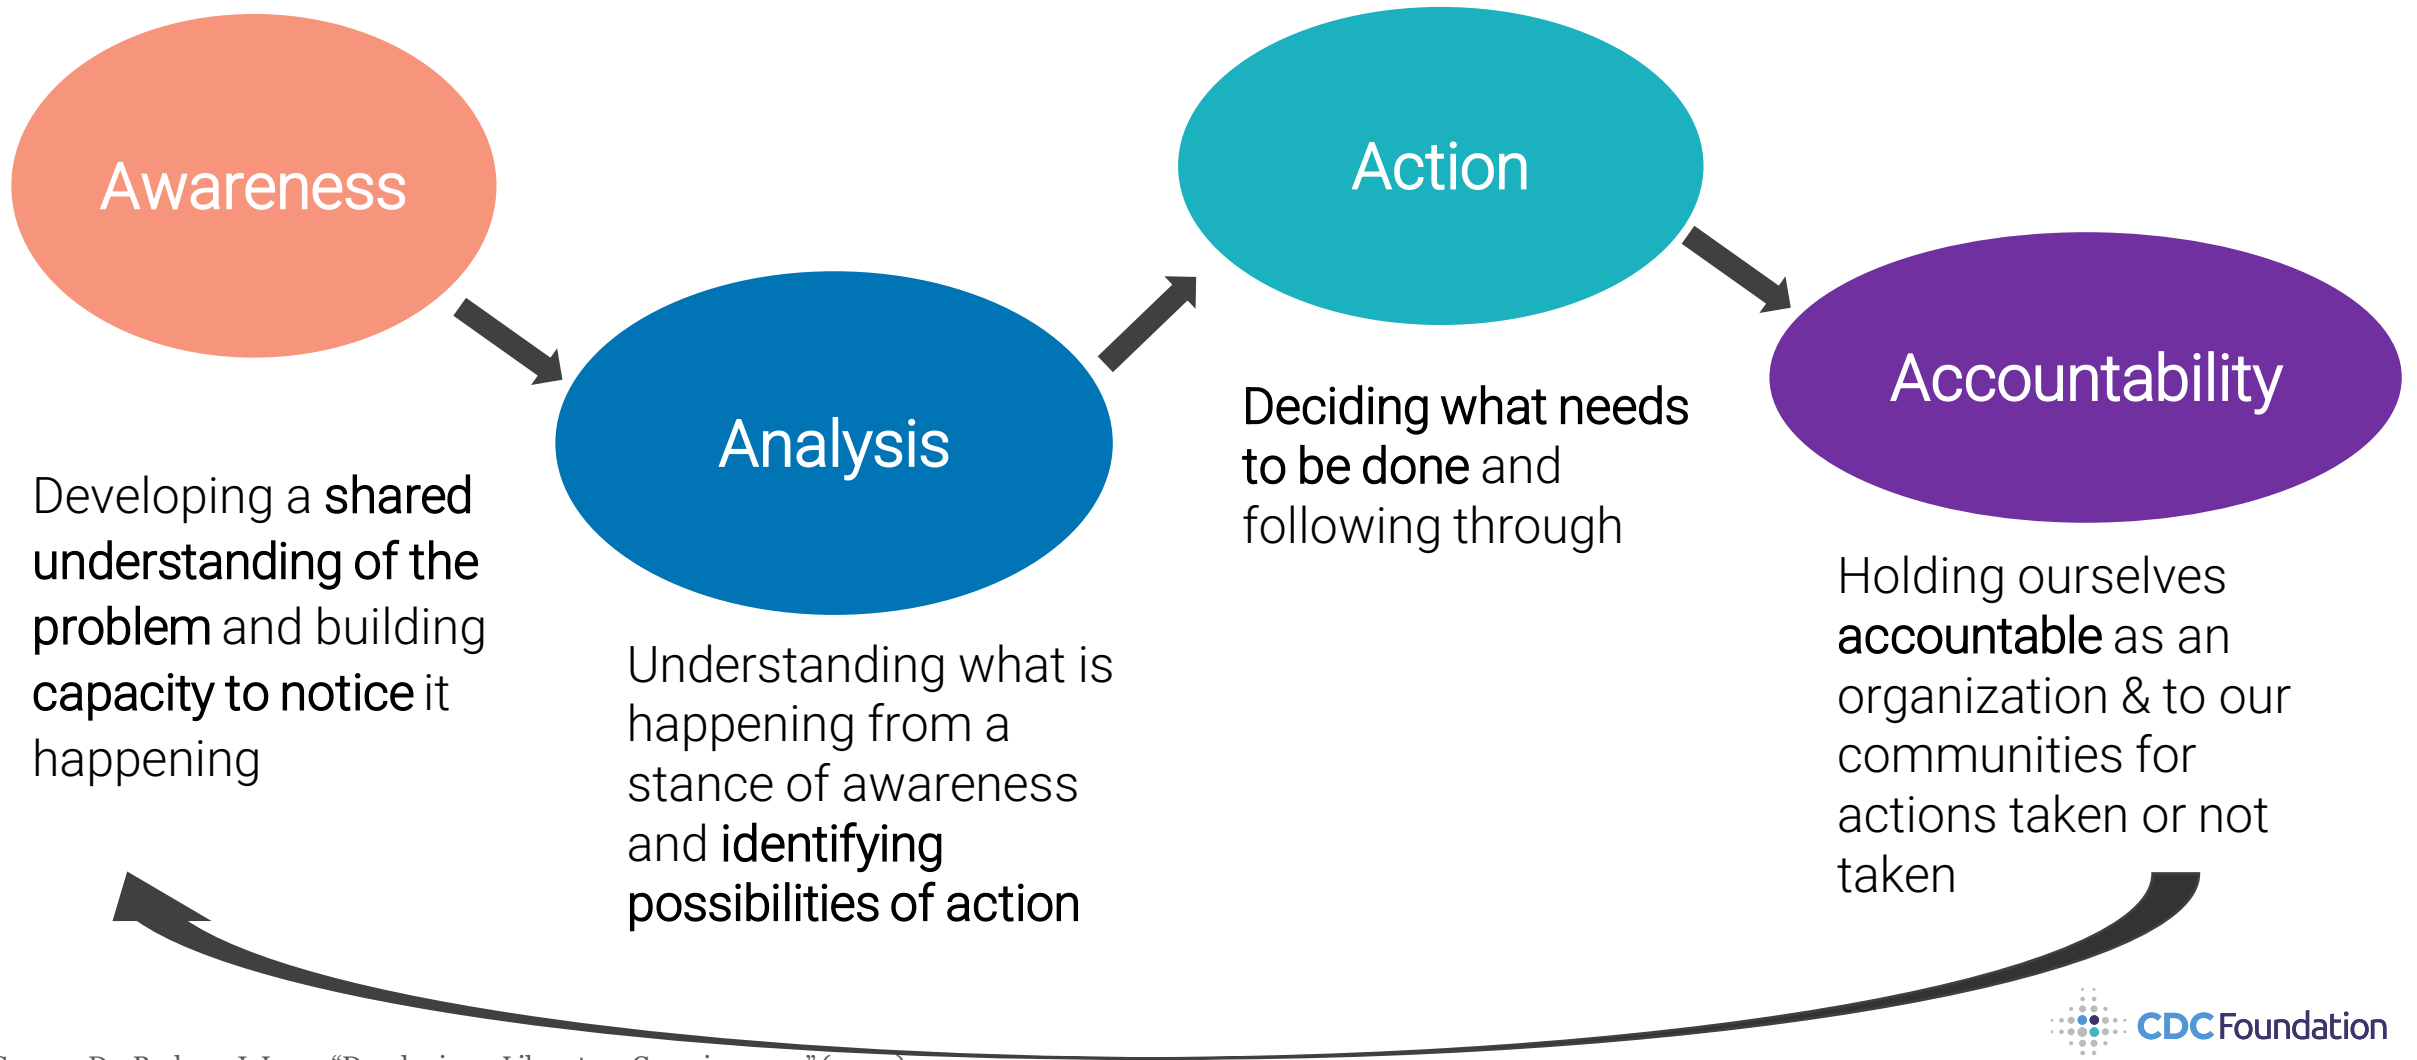 Awareness
Developing a shared
understanding of the
problem and building
capacity to notice it
happening
Analysis
Understanding what is
happening from a
stance of awareness
and identifying
possibilities of action
Action
Deciding what needs
to be done and
following through
Accountability
Holding ourselves
accountable as an
organization & to our
communities for
actions taken or not
taken
CDC Foundation